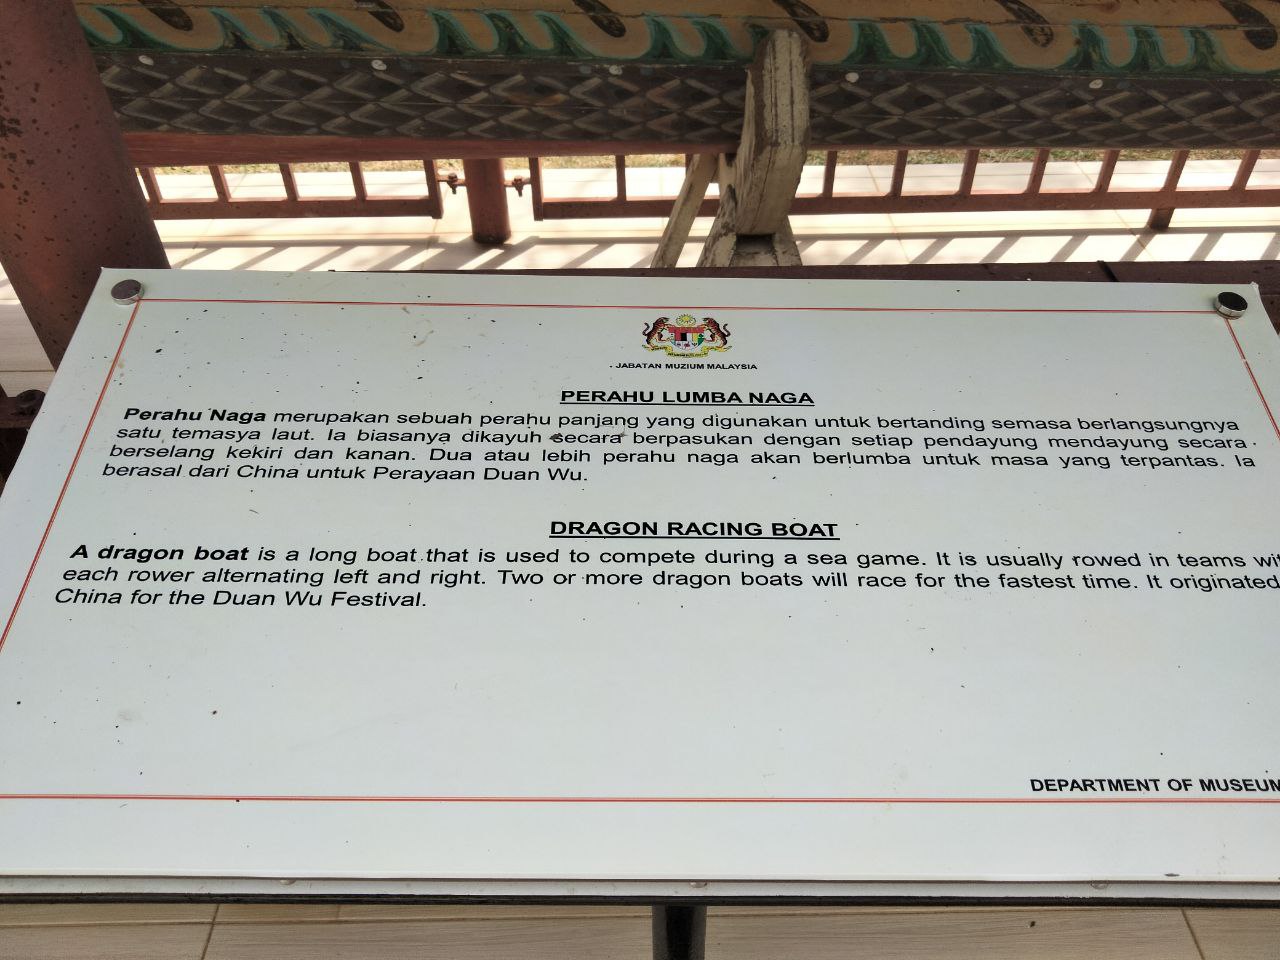 JABATAN MUZIUM MALAYSIA
PERAHU LUMBA NAGA
Perahu Naga merupakan sebuah perahu panjang yang digunakan untuk bertanding semasa berlangsungnya
satu temasya laut. Ia biasanya dikayuh secara berpasukan dengan setiap pendayung mendayung secara
berselang kekiri dan kanan. Dua atau lebih perahu naga akan berlumba untuk masa yang terpantas. Ia
berasal dari China untuk Perayaan Duan Wu.
DRAGON RACING BOAT
A dragon boat is a long boat that is used to compete during a sea game. It is usually rowed in teams
each rower alternating left and right. Two or more dragon boats will race for the fastest time. It originated
China for the Duan Wu Festival.
DEPARTMENT OF MUSEUM